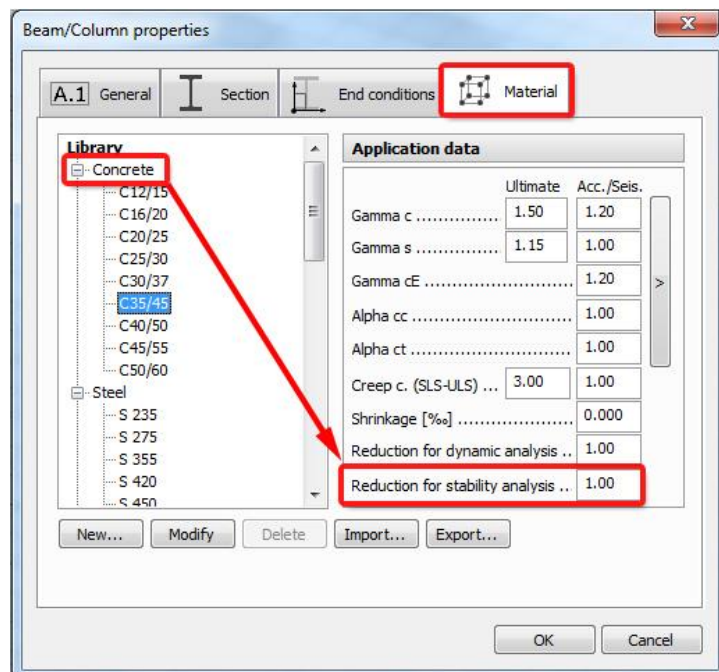 Beam/Column properties
A.1 General
Section
End conditions
Material
Library
Concrete
C12/15
C16/20
C20/25
C25/30
C30/37
C35/45
C40/50
C45/55
C50/60
Steel
S 235
S 275
S 355
S 420
S 450
Application data
Ultimate Acc./Seis.
Gamma c ................ 1.50 1.20
Gamma s ................ 1.15 1.00
Gamma cE ............................ 1.20
>
Alpha cc .............................. 1.00
Alpha ct ............................... 1.00
Creep c. (SLS-ULS) ... 3.00 1.00
Shrinkage [‰] ...................... 0.000
Reduction for dynamic analysis .. 1.00
Reduction for stability analysis .. 1.00
New... Modify Delete Import... Export...
OK Cancel